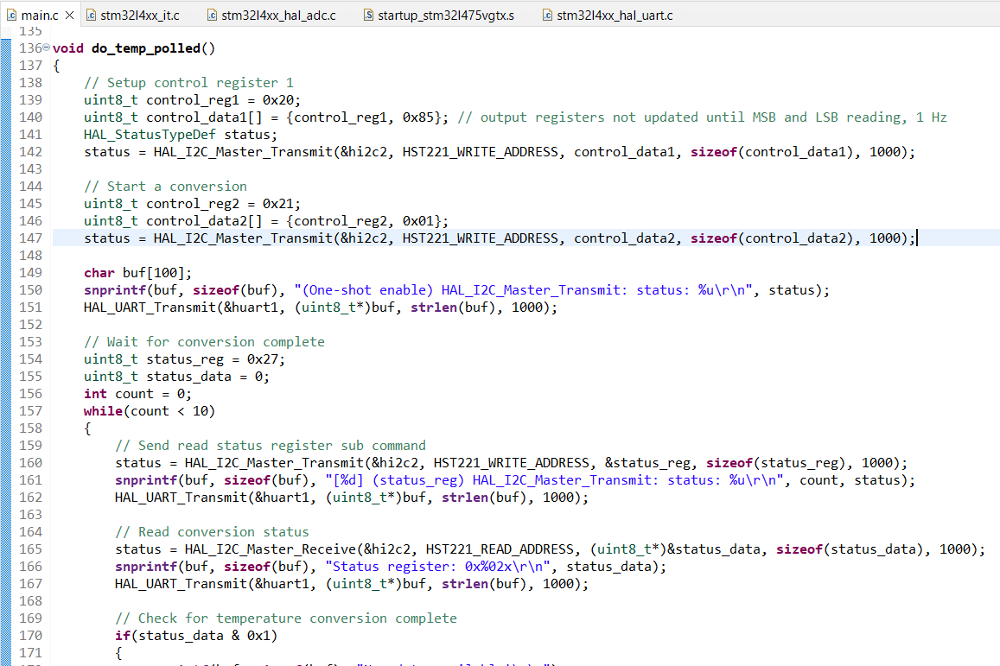 main.c stm32l4xx_it.c stm32l4xx_hal_adc.c startup_stm32l475vgtx.s stm32l4xx_hal_uart.c
135
136 void do_temp_polled()
137 {
138 // Setup control register 1
139 uint8_t control_reg1 = 0x20;
140 uint8_t control_data1[] = {control_reg1, 0x85}; // output registers not updated until MSB and LSB reading, 1 Hz
141 HAL_StatusTypeDef status;
142 status = HAL_I2C_Master_Transmit(&hi2c2, HST221_WRITE_ADDRESS, control_data1, sizeof(control_data1), 1000);
143
144 // Start a conversion
145 uint8_t control_reg2 = 0x21;
146 uint8_t control_data2[] = {control_reg2, 0x01};
147 status = HAL_I2C_Master_Transmit(&hi2c2, HST221_WRITE_ADDRESS, control_data2, sizeof(control_data2), 1000);
148
149 char buf[100];
150 snprintf(buf, sizeof(buf), "(One-shot enable) HAL_I2C_Master_Transmit: status: %u\r\n", status);
151 HAL_UART_Transmit(&huart1, (uint8_t*)buf, strlen(buf), 1000);
152
153 // Wait for conversion complete
154 uint8_t status_reg = 0x27;
155 uint8_t status_data = 0;
156 int count = 0;
157 while(count < 10)
158 {
159 // Send read status register sub command
160 status = HAL_I2C_Master_Transmit(&hi2c2, HST221_WRITE_ADDRESS, &status_reg, sizeof(status_reg), 1000);
161 snprintf(buf, sizeof(buf), "[%d] (status_reg) HAL_I2C_Master_Transmit: status: %u\r\n", count, status);
162 HAL_UART_Transmit(&huart1, (uint8_t*)buf, strlen(buf), 1000);
163
164 // Read conversion status
165 status = HAL_I2C_Master_Receive(&hi2c2, HST221_READ_ADDRESS, (uint8_t*)&status_data, sizeof(status_data), 1000);
166 snprintf(buf, sizeof(buf), "Status register: 0x%02x\r\n", status_data);
167 HAL_UART_Transmit(&huart1, (uint8_t*)buf, strlen(buf), 1000);
168
169 // Check for temperature conversion complete
170 if(status_data & 0x1)
171 {